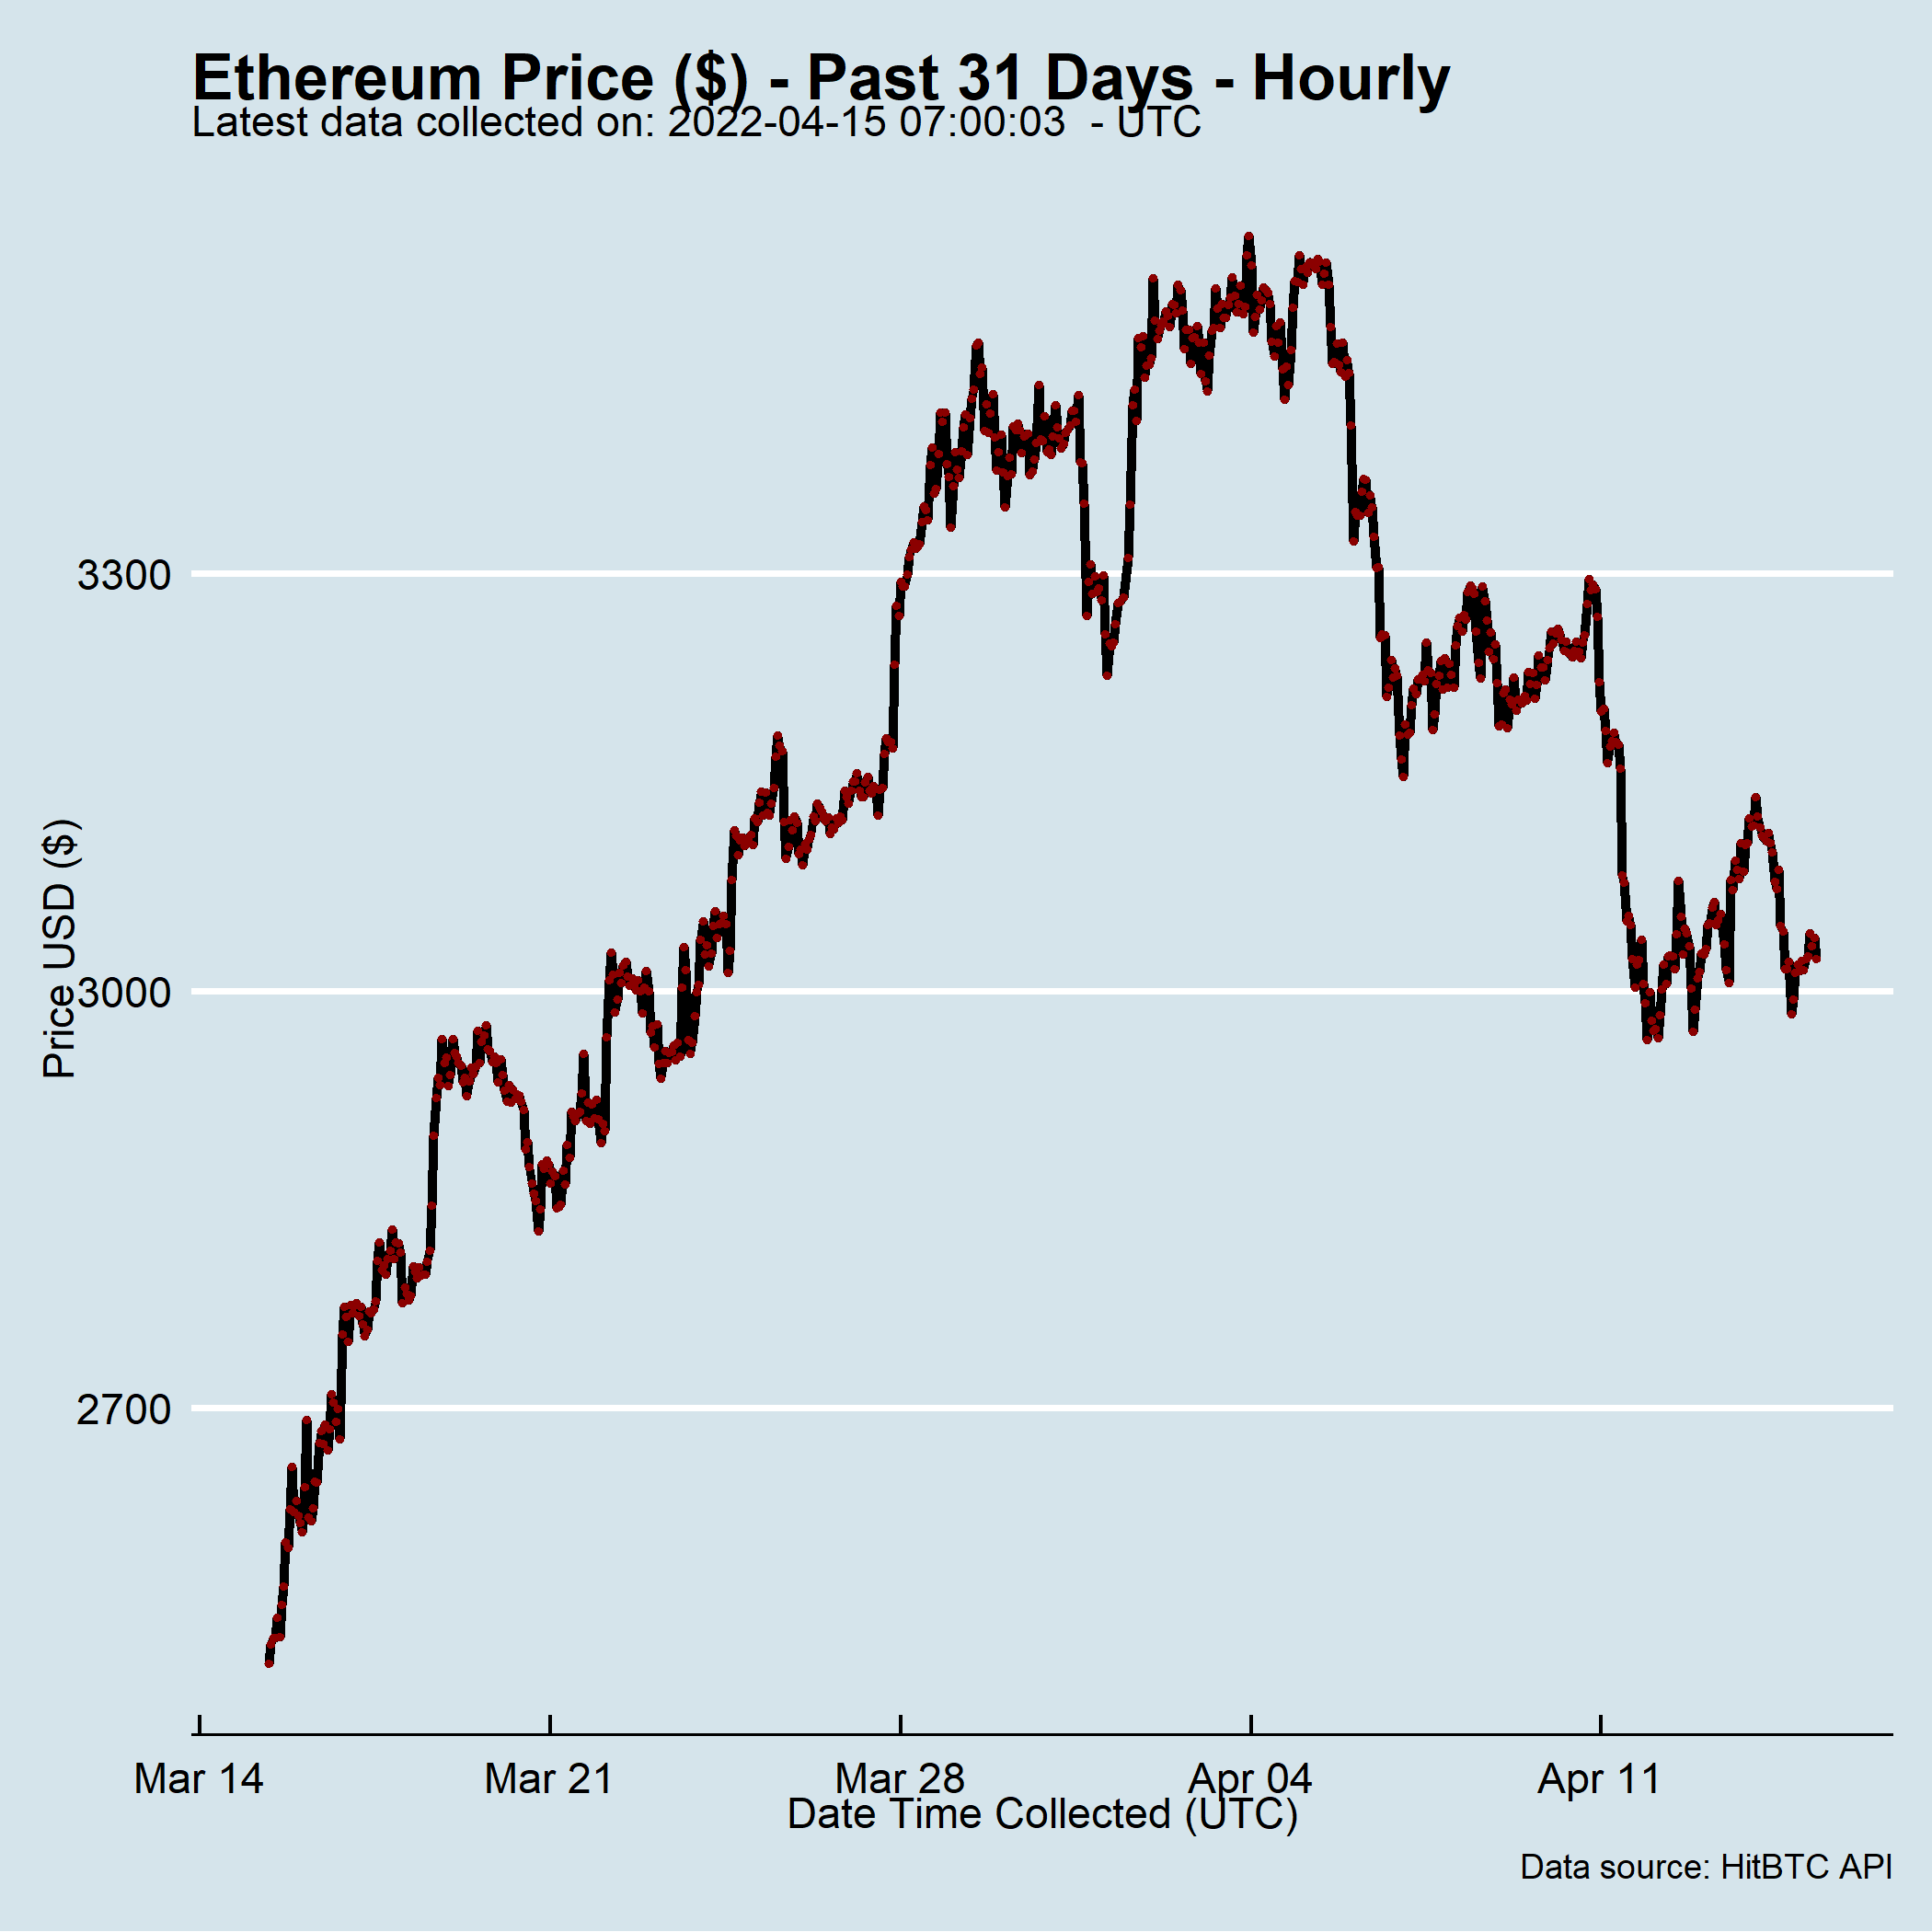 Ethereum Price ($) - Past 31 Days - Hourly
Latest data collected on: 2022-04-15 07:00:03  - UTC
Price USD ($)
3300
3000
2700
Mar 14
Mar 21
Mar 28
Apr 04
Apr 11
Date Time Collected (UTC)
Data source: HitBTC API